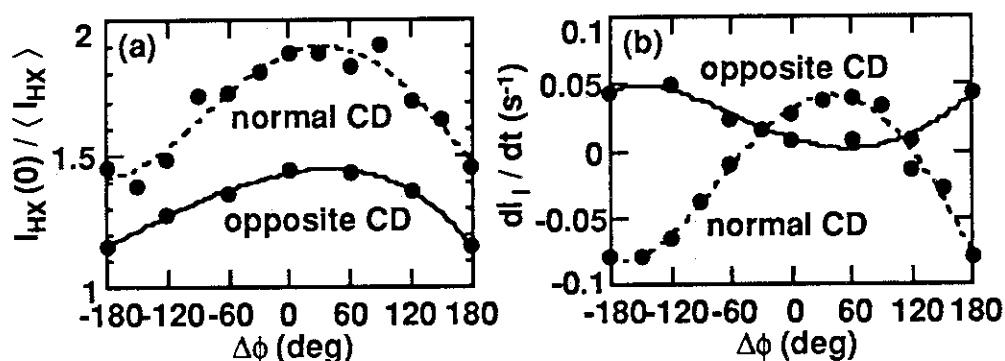 I_HX(0) / ⟨ I_HX ⟩
2
1.5
1
(a)
normal CD
opposite CD
-180 -120 -60 0 60 120 180
Δϕ (deg)
dl_I / dt (s⁻¹)
0.1
0.05
0
-0.05
-0.1
(b)
opposite CD
normal CD
-180 -120 -60 0 60 120 180
Δϕ (deg)